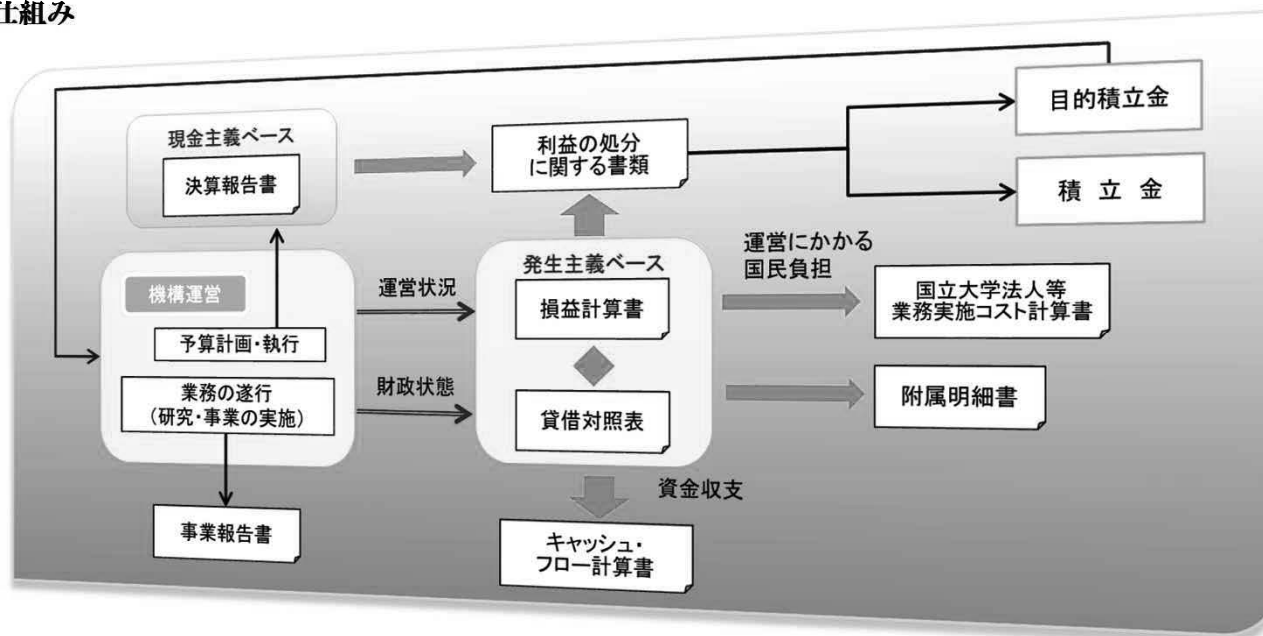 仕組み
目的積立金
現金主義ベース
決算報告書
利益の処分
に関する書類
積 立 金
機構運営
予算計画・執行
業務の遂行
(研究・事業の実施)
運営状況
財政状態
発生主義ベース
損益計算書
貸借対照表
運営にかかる
国民負担
国立大学法人等
業務実施コスト計算書
附属明細書
事業報告書
資金収支
キャッシュ・
フロー計算書